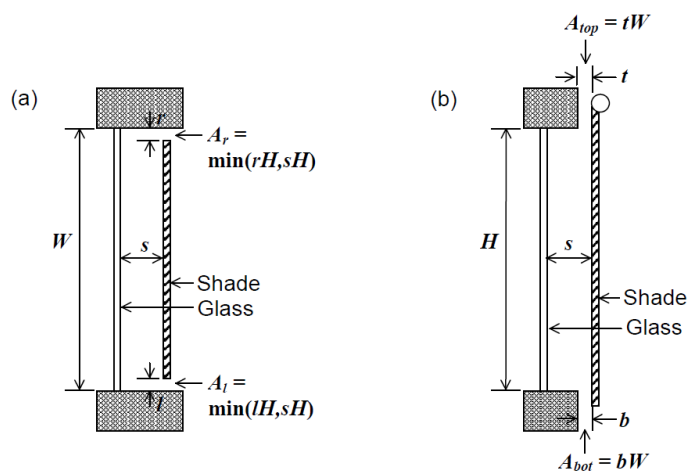 (a)
r
A_r =
min(rH,sH)
W
s
Shade
Glass
A_l =
min(lH,sH)
l
(b)
A_top = tW
t
H
s
Shade
Glass
b
A_bot = bW